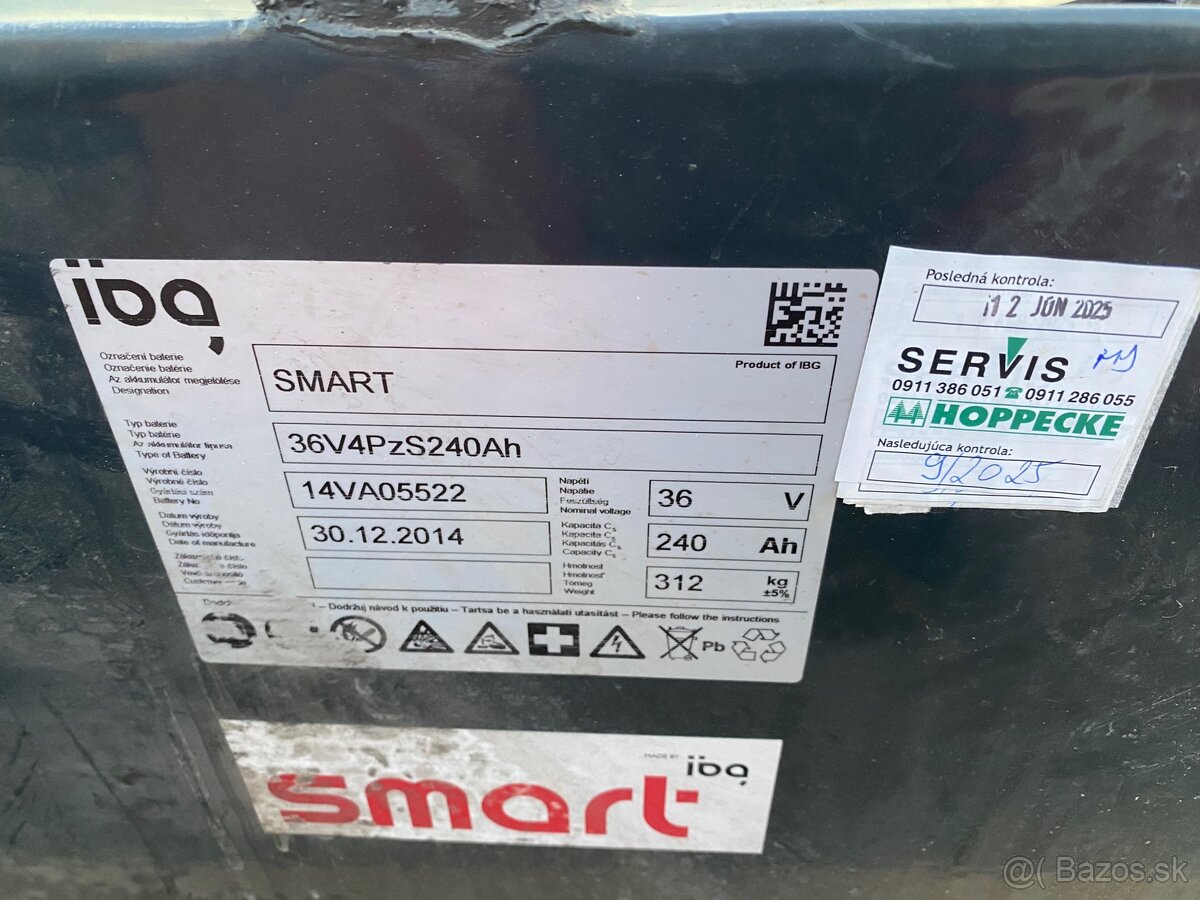 ibg
Označení baterie
Označenie batérie
Az akkumulátor megjelölése
Designation
SMART
Product of IBG
Typ baterie
Typ batérie
Az akkumulátor típusa
Type of Battery
36V4PzS240Ah
Výrobní číslo
Výrobné číslo
Gyártási szám
Battery No
14VA05522
Napětí
Napätie
Feszültség
Nominal voltage
36 V
Datum výroby
Dátum výroby
Gyártás időpontja
Date of manufacture
30.12.2014
Kapacita C5
Kapacita C5
Kapacitás C5
Capacity C5
240 Ah
Hmotnost
Hmotnosť
Tömeg
Weight
312 kg ±5%
– Dodržuj návod k použitiu – Tartsa be a használati utasítást – Please follow the instructions
Pb
MADE BY ibg
smart
Posledná kontrola:
12 JÚN 2025
SERVIS
0911 386 051 ☎ 0911 286 055
HOPPECKE
Nasledujúca kontrola:
9/2025
@( Bazos.sk